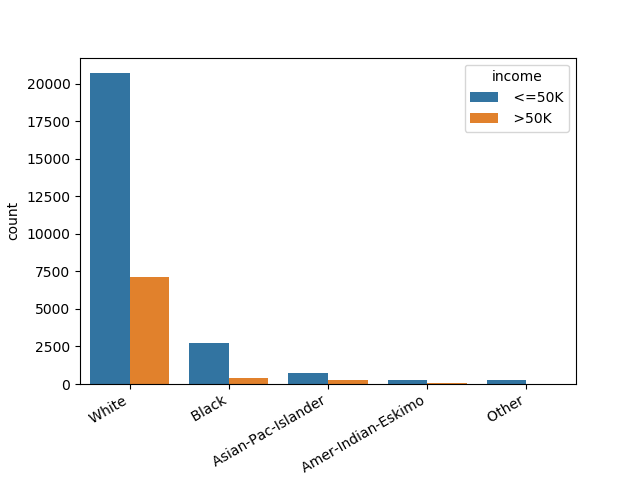 income
<=50K
>50K
20000
17500
15000
12500
10000
7500
5000
2500
0
count
White
Black
Asian-Pac-Islander
Amer-Indian-Eskimo
Other